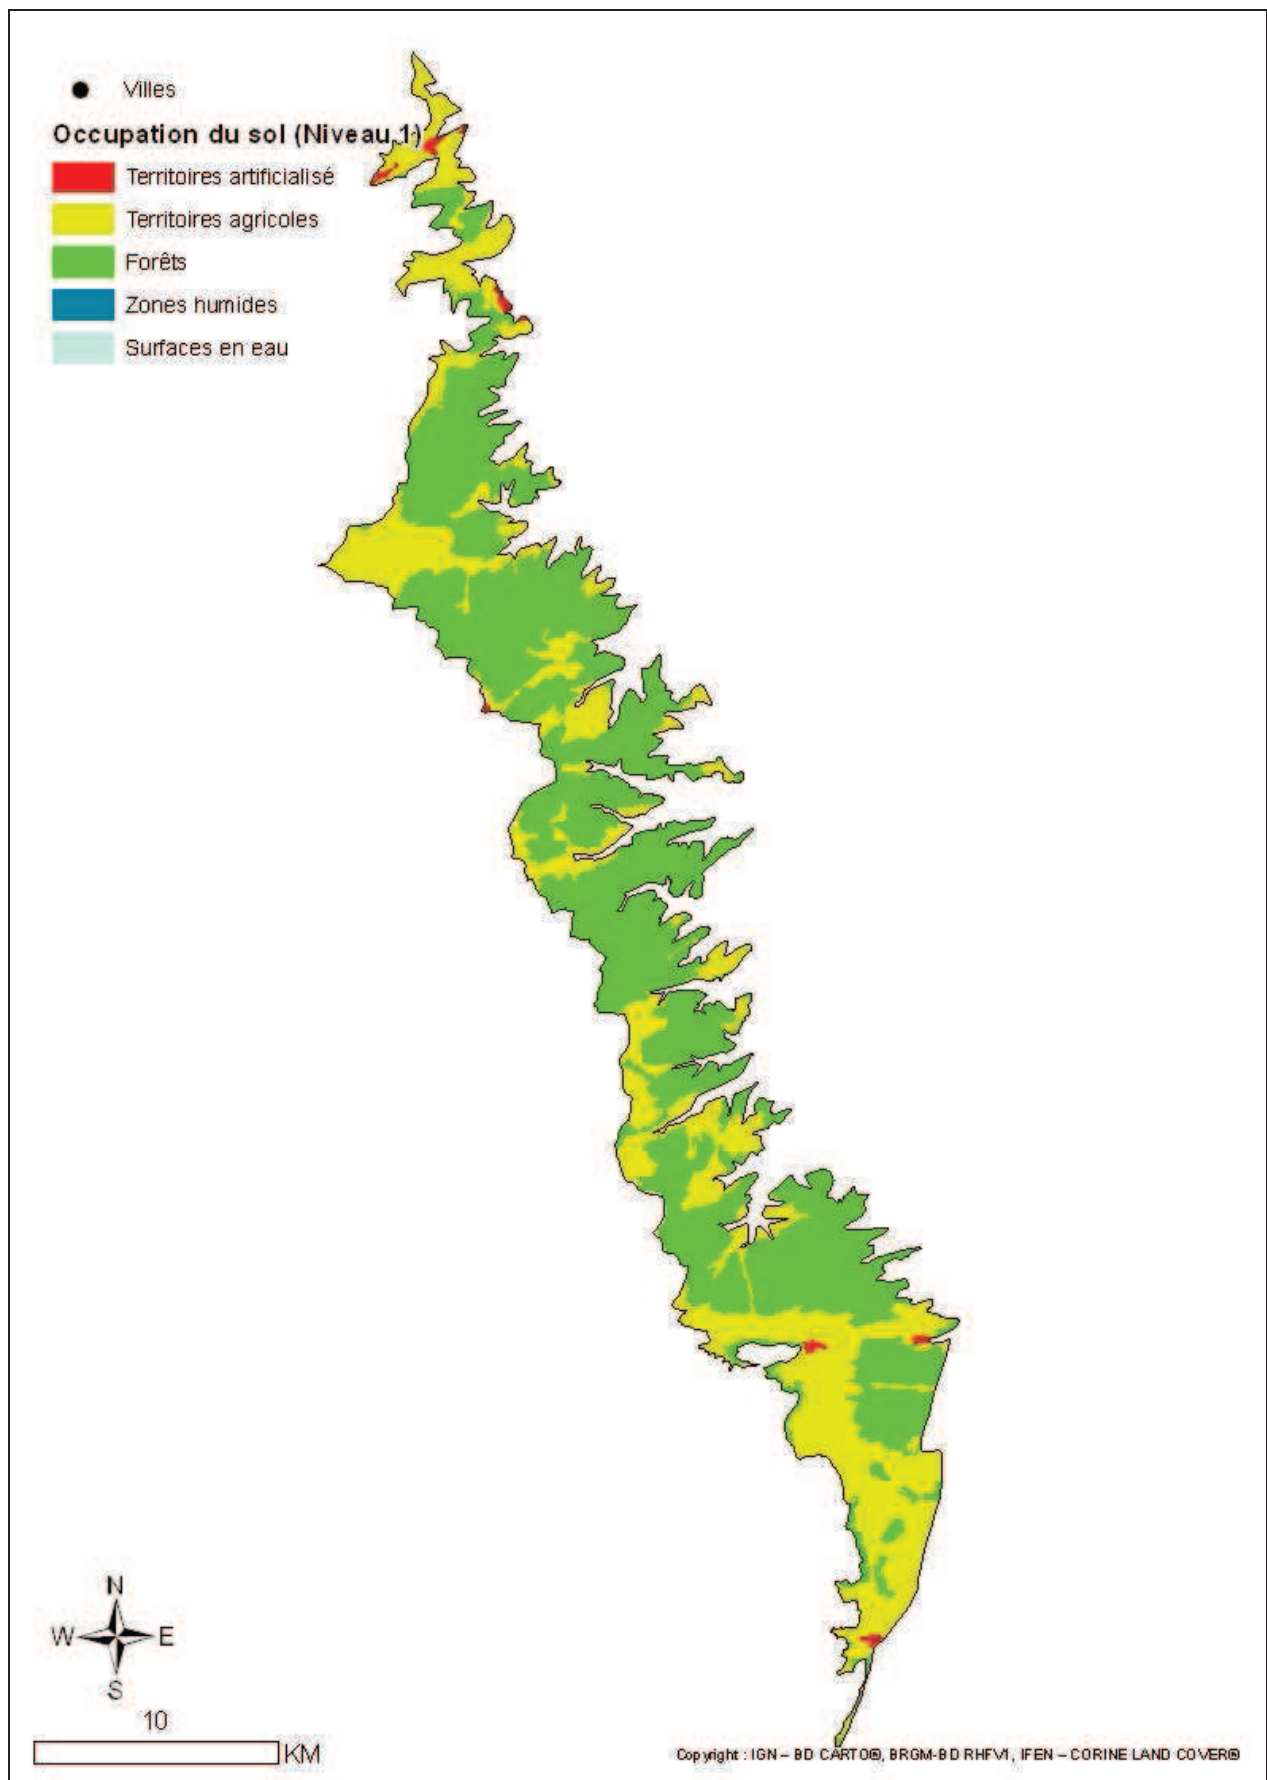 Villes
Occupation du sol (Niveau 1)
Territoires artificialisé
Territoires agricoles
Forêts
Zones humides
Surfaces en eau
N
W E
S
10
KM
Copyright : IGN – BD CARTO®, BRGM-BD RHFV1, IFEN – CORINE LAND COVER®